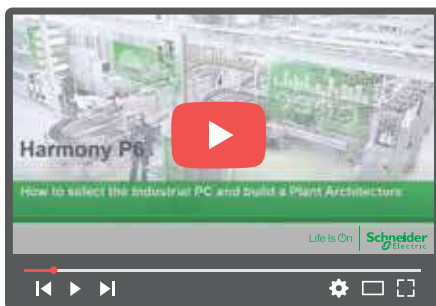 Harmony P6
How to select the Industrial PC and build a Plant Architecture
Life Is On
Schneider
Electric